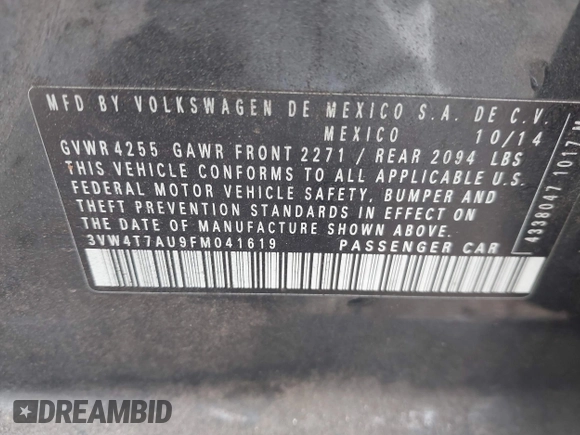 MFD BY VOLKSWAGEN DE MEXICO S.A. DE C.V.
MEXICO 10/14
GVWR 4255 GAWR FRONT 2271 / REAR 2094 LBS
THIS VEHICLE CONFORMS TO ALL APPLICABLE U.S.
FEDERAL MOTOR VEHICLE SAFETY, BUMPER AND
THEFT PREVENTION STANDARDS IN EFFECT ON
THE DATE OF MANUFACTURE SHOWN ABOVE.
3VW4T7AU9FM041619 PASSENGER CAR
4338047 1017
DREAMBID